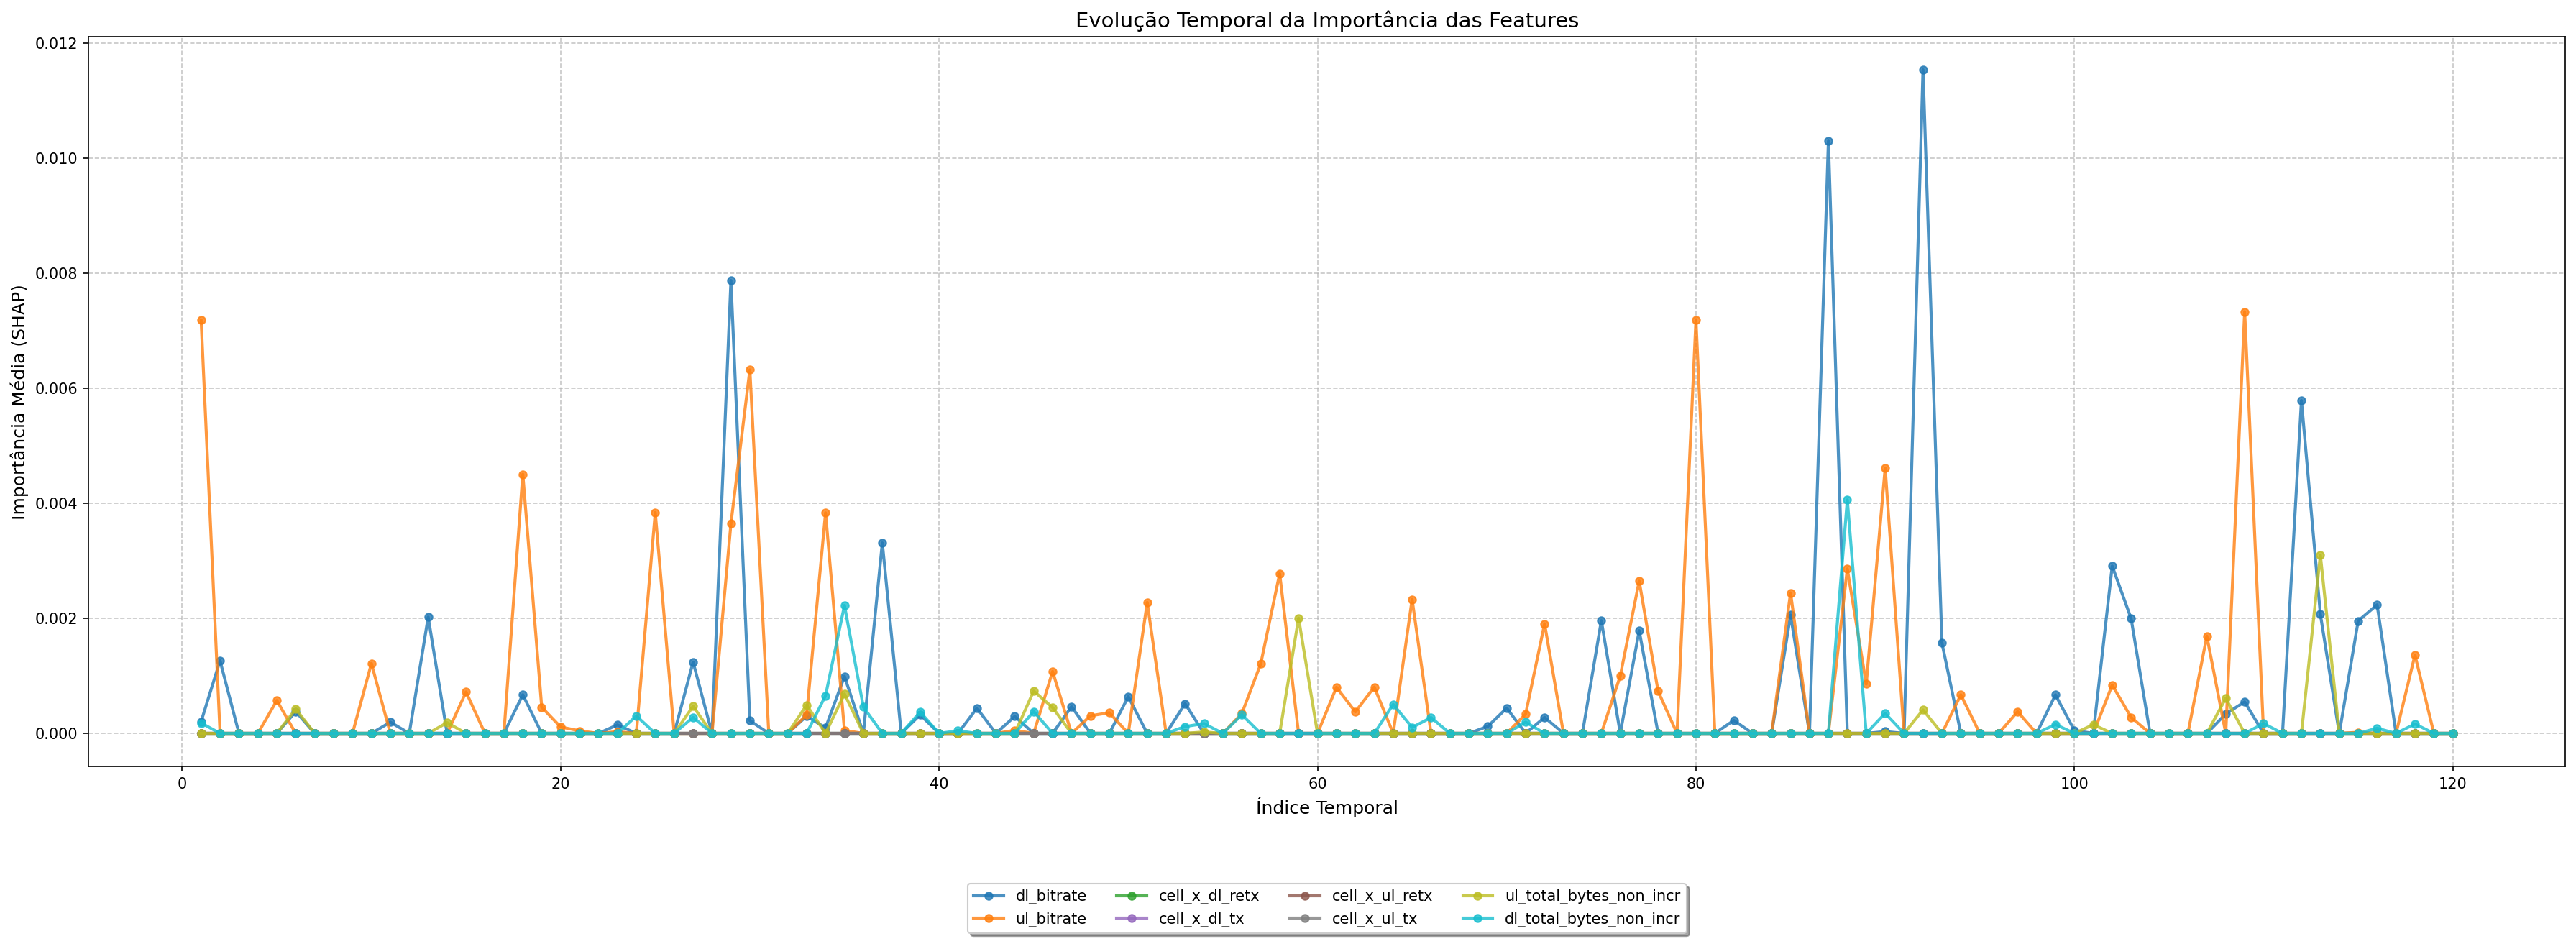 Evolução Temporal da Importância das Features
Importância Média (SHAP)
0.012
0.010
0.008
0.006
0.004
0.002
0.000
0 20 40 60 80 100 120
Índice Temporal
dl_bitrate cell_x_dl_retx cell_x_ul_retx ul_total_bytes_non_incr
ul_bitrate cell_x_dl_tx cell_x_ul_tx dl_total_bytes_non_incr